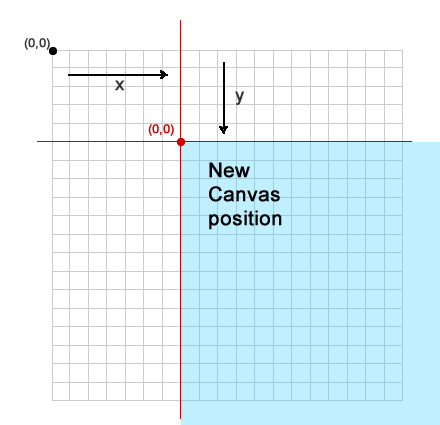 (0,0)
x
y
(0,0)
New
Canvas
position